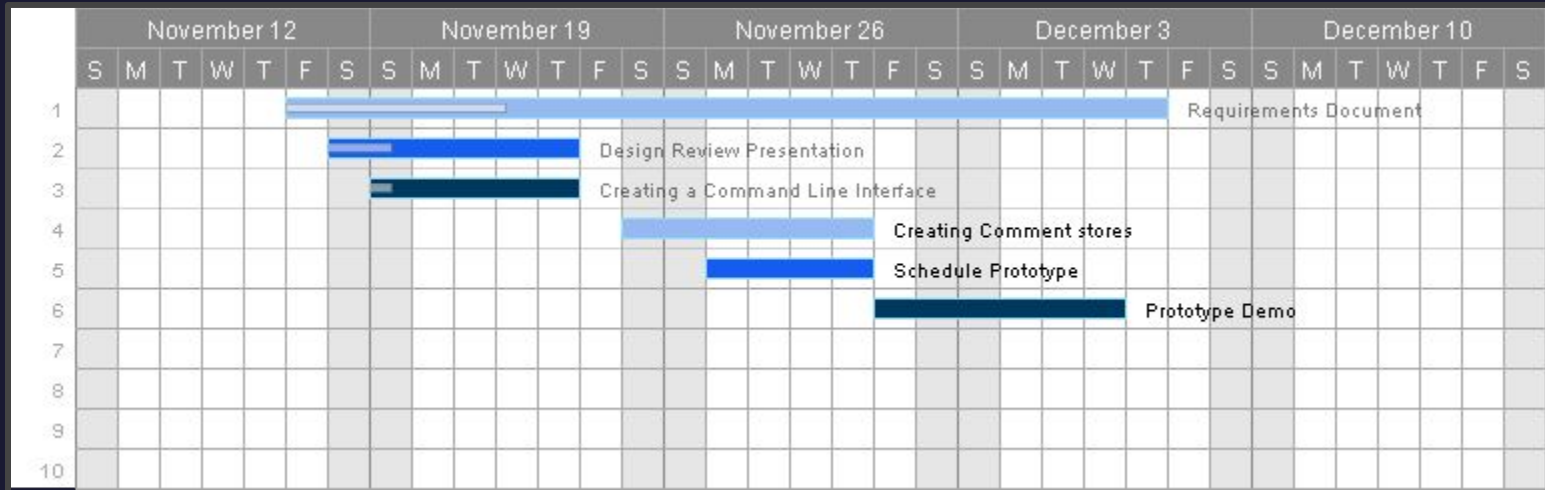 November 12 November 19 November 26 December 3 December 10
S M T W T F S S M T W T F S S M T W T F S S M T W T F S S M T W T F S
1 Requirements Document
2 Design Review Presentation
3 Creating a Command Line Interface
4 Creating Comment stores
5 Schedule Prototype
6 Prototype Demo
7
8
9
10